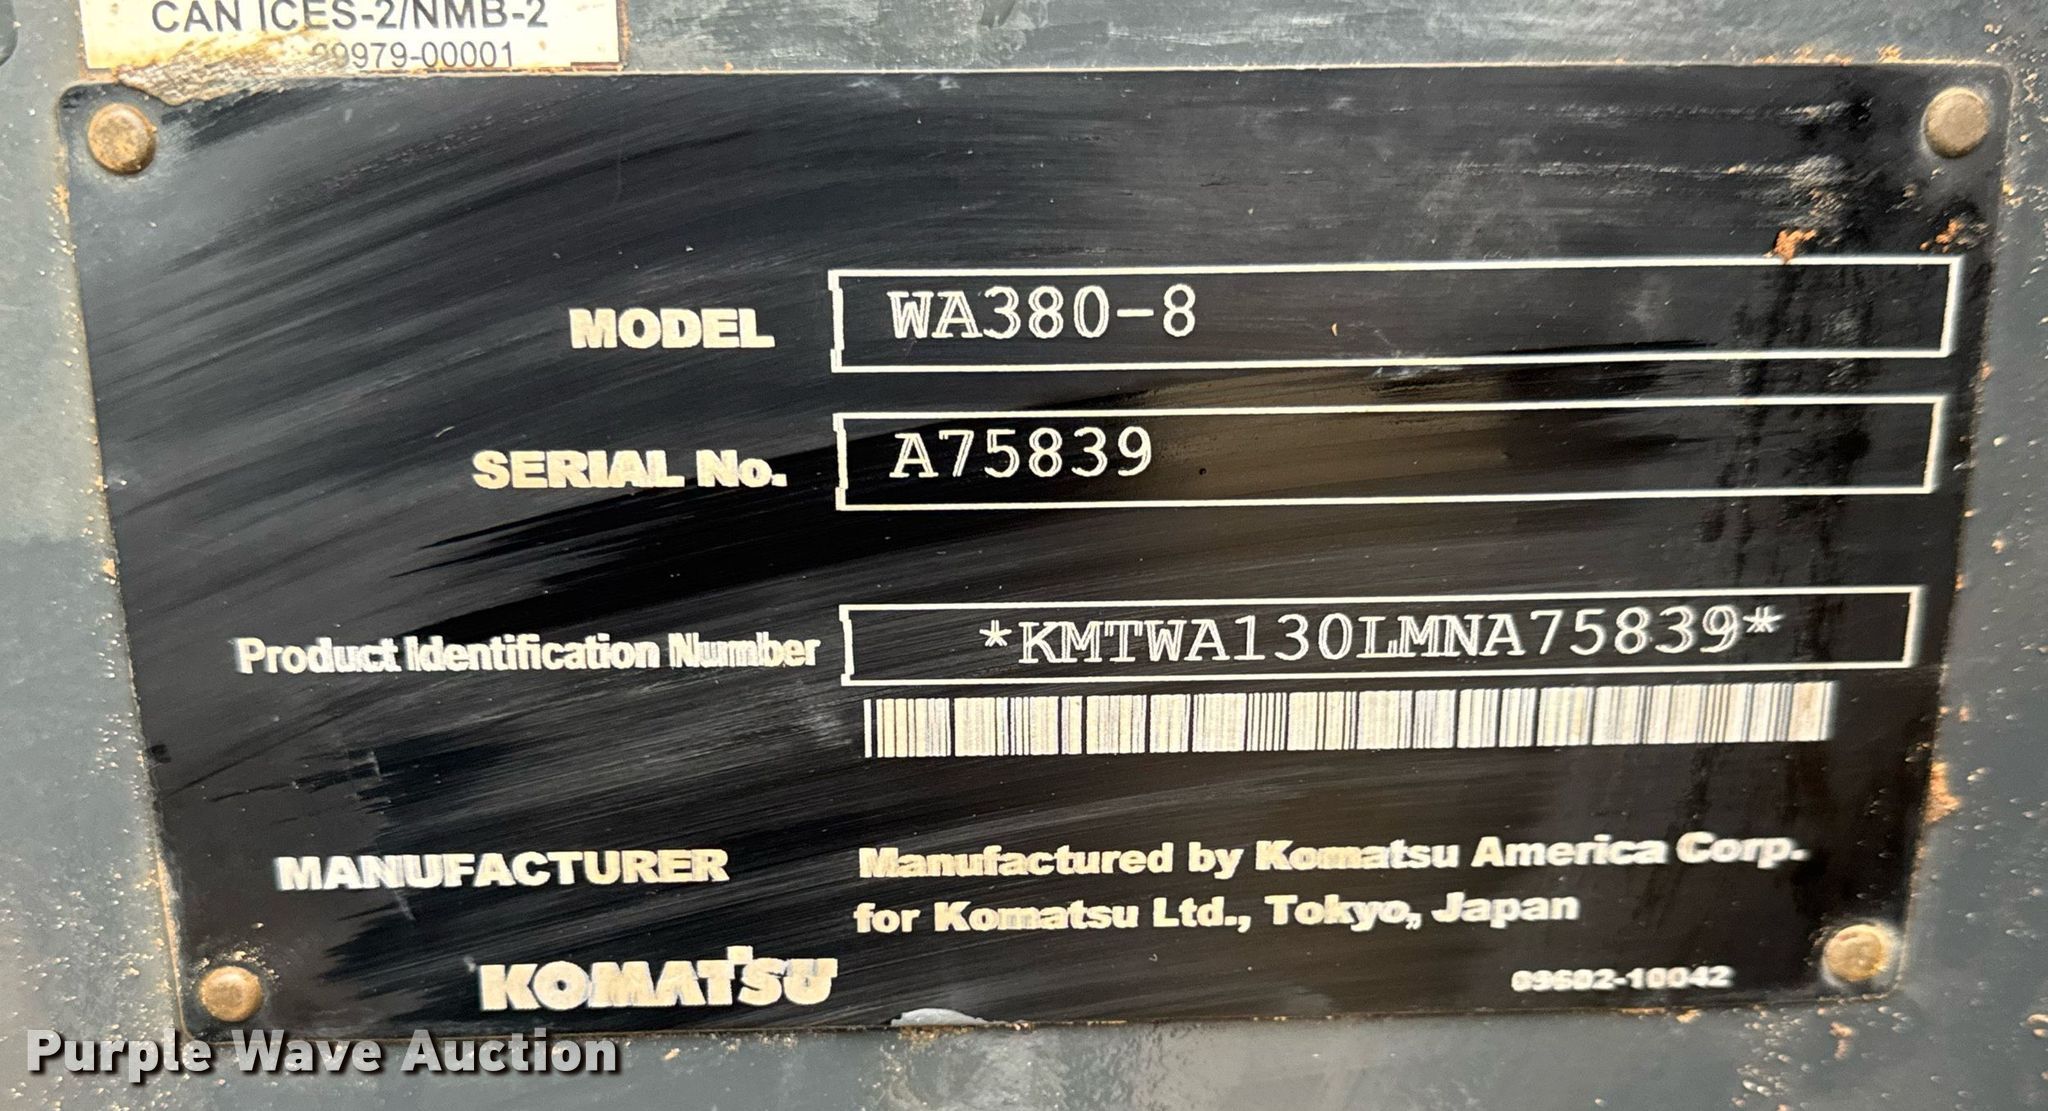 CAN ICES-2/NMB-2
9979-00001
MODEL WA380-8
SERIAL No. A75839
Product Identification Number *KMTWA130LMNA75839*
MANUFACTURER Manufactured by Komatsu America Corp.
for Komatsu Ltd., Tokyo, Japan
KOMATSU
09602-10042
Purple Wave Auction